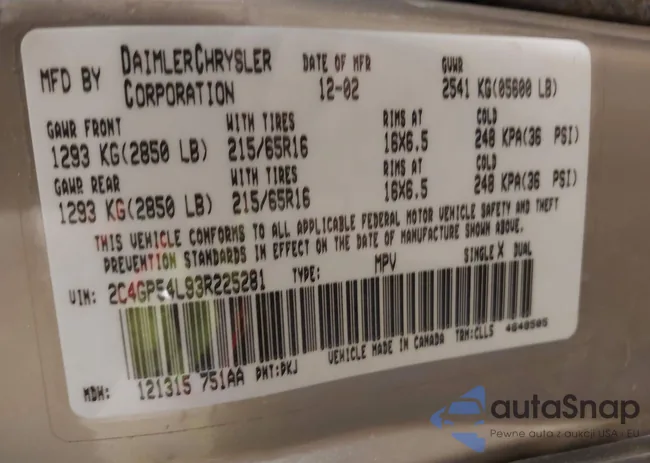 MFD BY DAIMLERCHRYSLER CORPORATION DATE OF MFR 12-02 GVWR 2541 KG(05600 LB)
GAWR FRONT WITH TIRES RIMS AT COLD
1293 KG(2850 LB) 215/65R16 16X6.5 248 KPA(36 PSI)
GAWR REAR WITH TIRES RIMS AT COLD
1293 KG(2850 LB) 215/65R16 16X6.5 248 KPA(36 PSI)
THIS VEHICLE CONFORMS TO ALL APPLICABLE FEDERAL MOTOR VEHICLE SAFETY AND THEFT
PREVENTION STANDARDS IN EFFECT ON THE DATE OF MANUFACTURE SHOWN ABOVE.
VIN: 2C4GP54L93R225281 TYPE: MPV SINGLE X DUAL
MDH: 121315 751AA PNT:PKJ VEHICLE MADE IN CANADA TRM:CLLS 4648505
autaSnap
Pewne auta z aukcji USA - EU